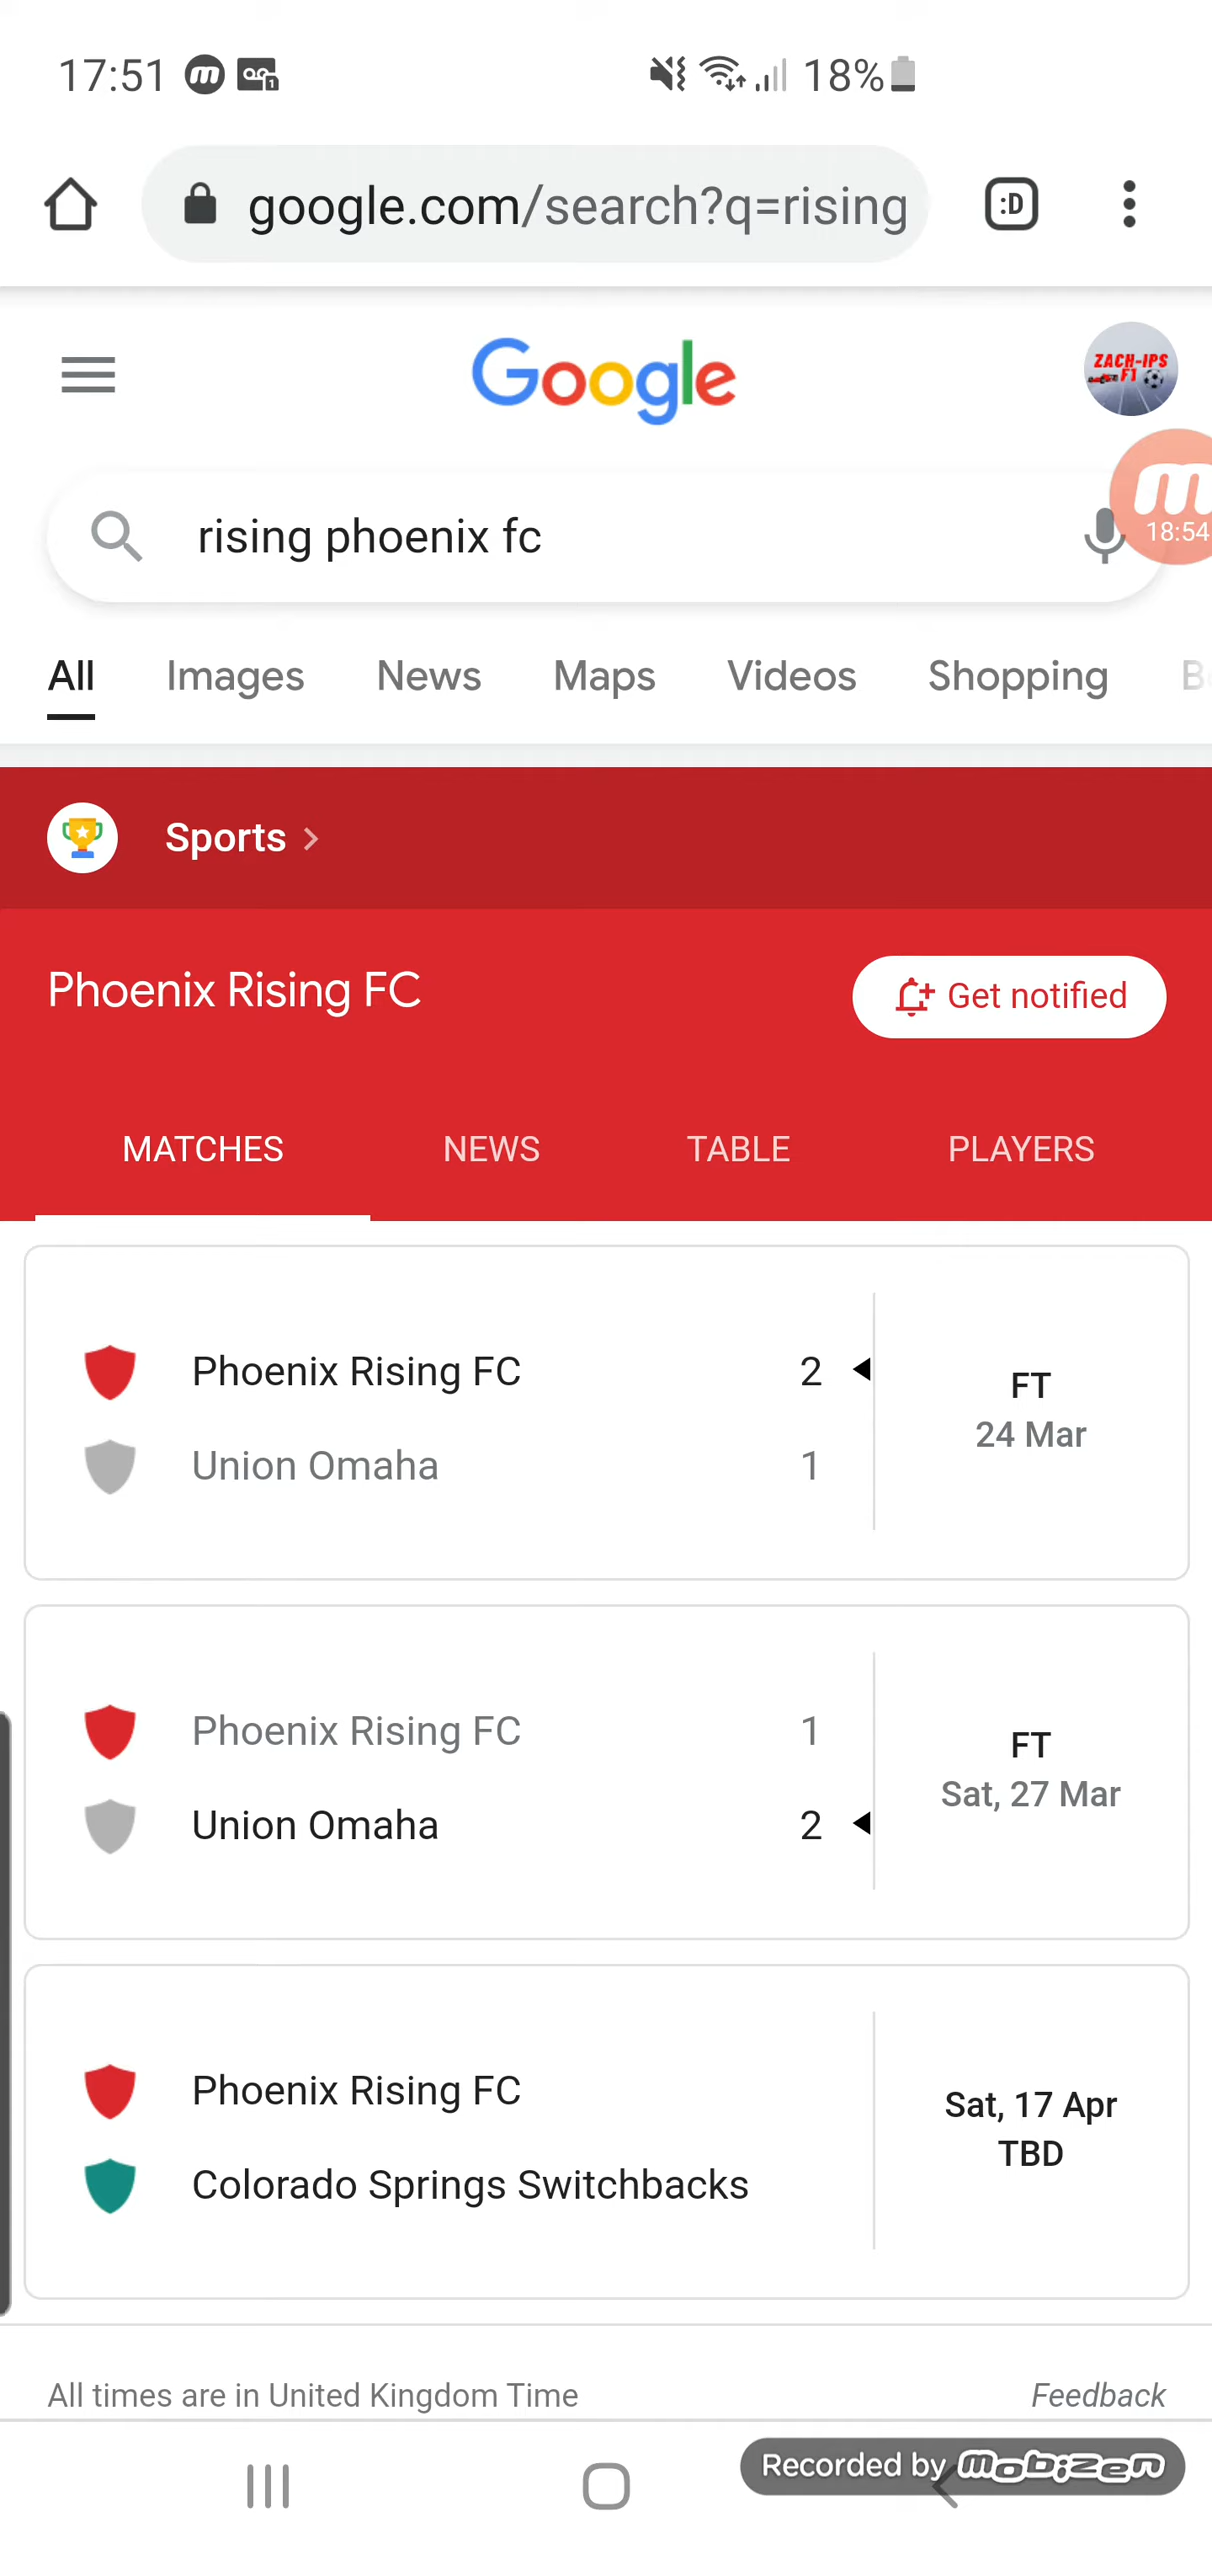 17:51 m 1 18%
google.com/search?q=rising :D
Google
ZACH-IPS
F1
m
rising phoenix fc
18:54
All Images News Maps Videos Shopping
Sports
Phoenix Rising FC Get notified
MATCHES NEWS TABLE PLAYERS
Phoenix Rising FC 2
FT
24 Mar
Union Omaha 1
Phoenix Rising FC 1
FT
Sat, 27 Mar
Union Omaha 2
Phoenix Rising FC
Sat, 17 Apr
TBD
Colorado Springs Switchbacks
All times are in United Kingdom Time Feedback
Recorded by mobizen